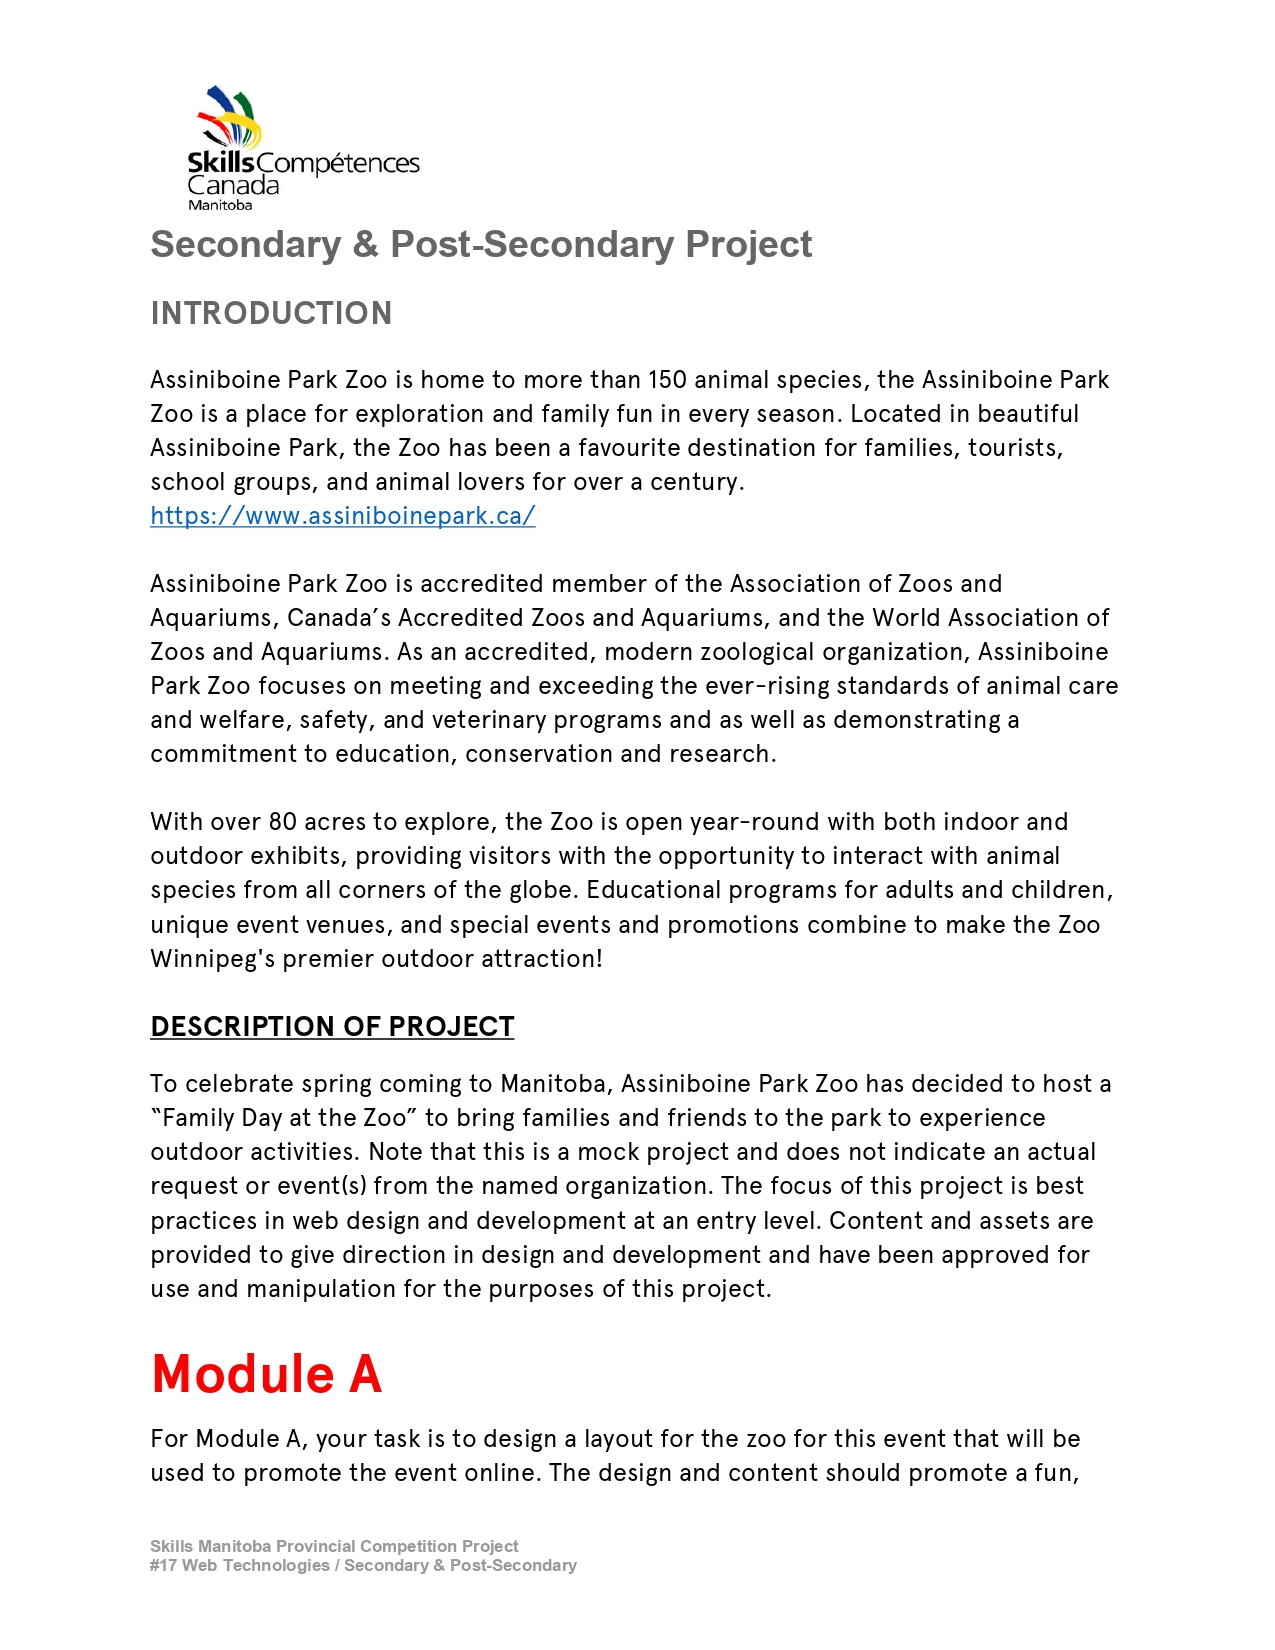 Skills Compétences
Canada
Manitoba
Secondary & Post-Secondary Project
INTRODUCTION
Assiniboine Park Zoo is home to more than 150 animal species, the Assiniboine Park
Zoo is a place for exploration and family fun in every season. Located in beautiful
Assiniboine Park, the Zoo has been a favourite destination for families, tourists,
school groups, and animal lovers for over a century.
https://www.assiniboinepark.ca/
Assiniboine Park Zoo is accredited member of the Association of Zoos and
Aquariums, Canada’s Accredited Zoos and Aquariums, and the World Association of
Zoos and Aquariums. As an accredited, modern zoological organization, Assiniboine
Park Zoo focuses on meeting and exceeding the ever-rising standards of animal care
and welfare, safety, and veterinary programs and as well as demonstrating a
commitment to education, conservation and research.
With over 80 acres to explore, the Zoo is open year-round with both indoor and
outdoor exhibits, providing visitors with the opportunity to interact with animal
species from all corners of the globe. Educational programs for adults and children,
unique event venues, and special events and promotions combine to make the Zoo
Winnipeg's premier outdoor attraction!
DESCRIPTION OF PROJECT
To celebrate spring coming to Manitoba, Assiniboine Park Zoo has decided to host a
“Family Day at the Zoo” to bring families and friends to the park to experience
outdoor activities. Note that this is a mock project and does not indicate an actual
request or event(s) from the named organization. The focus of this project is best
practices in web design and development at an entry level. Content and assets are
provided to give direction in design and development and have been approved for
use and manipulation for the purposes of this project.
Module A
For Module A, your task is to design a layout for the zoo for this event that will be
used to promote the event online. The design and content should promote a fun,
Skills Manitoba Provincial Competition Project
#17 Web Technologies / Secondary & Post-Secondary